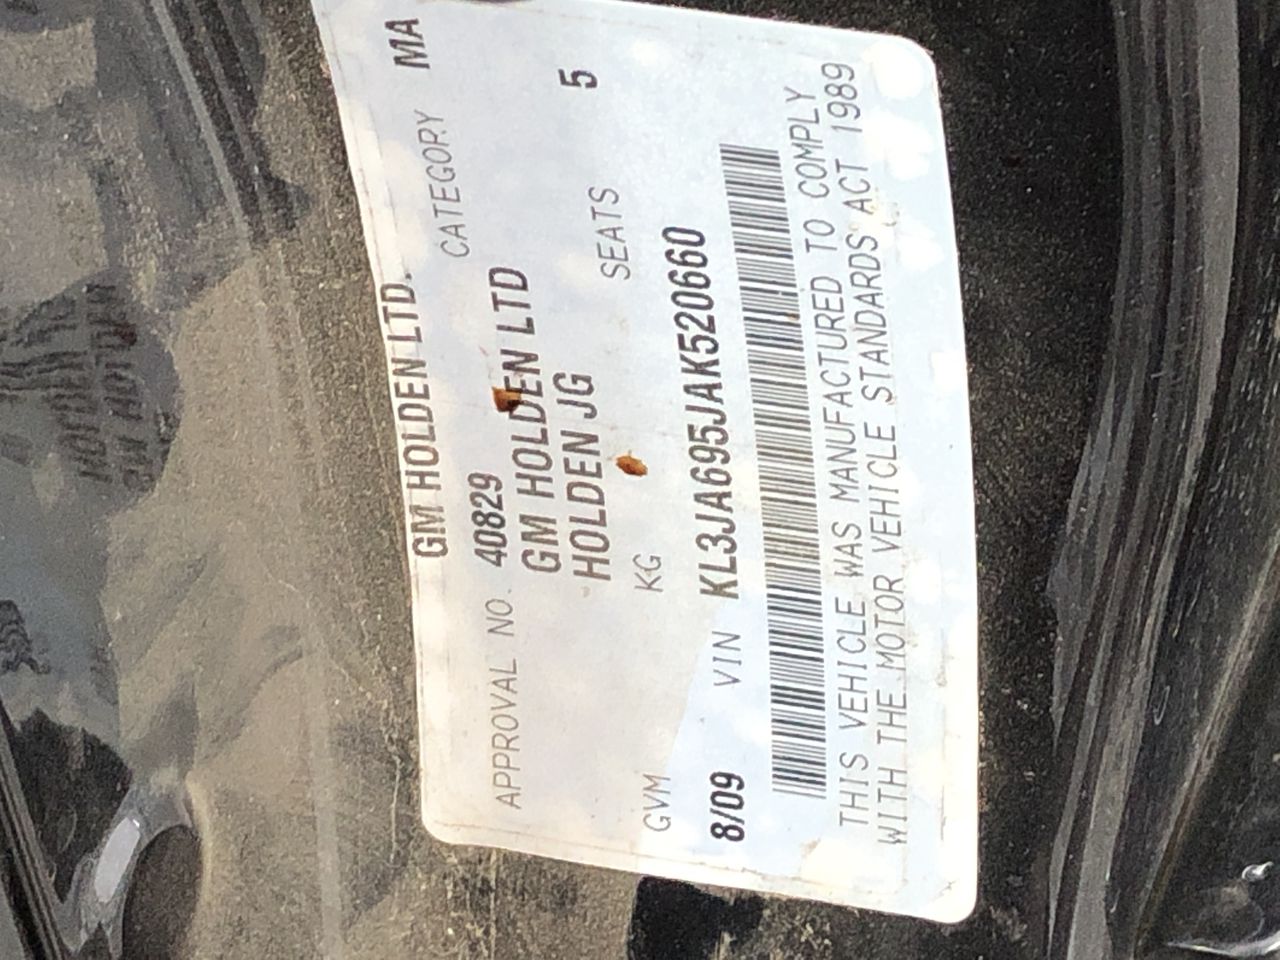 GM HOLDEN LTD.
APPROVAL NO. 40829 CATEGORY MA
GM HOLDEN LTD
HOLDEN JG 5
GVM KG SEATS
8/09 VIN KL3JA695JAK520660
THIS VEHICLE WAS MANUFACTURED TO COMPLY
WITH THE MOTOR VEHICLE STANDARDS ACT 1989